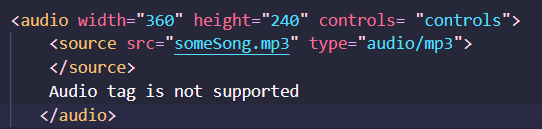 <audio width="360" height="240" controls= "controls">
<source src="someSong.mp3" type="audio/mp3">
</source>
Audio tag is not supported
</audio>